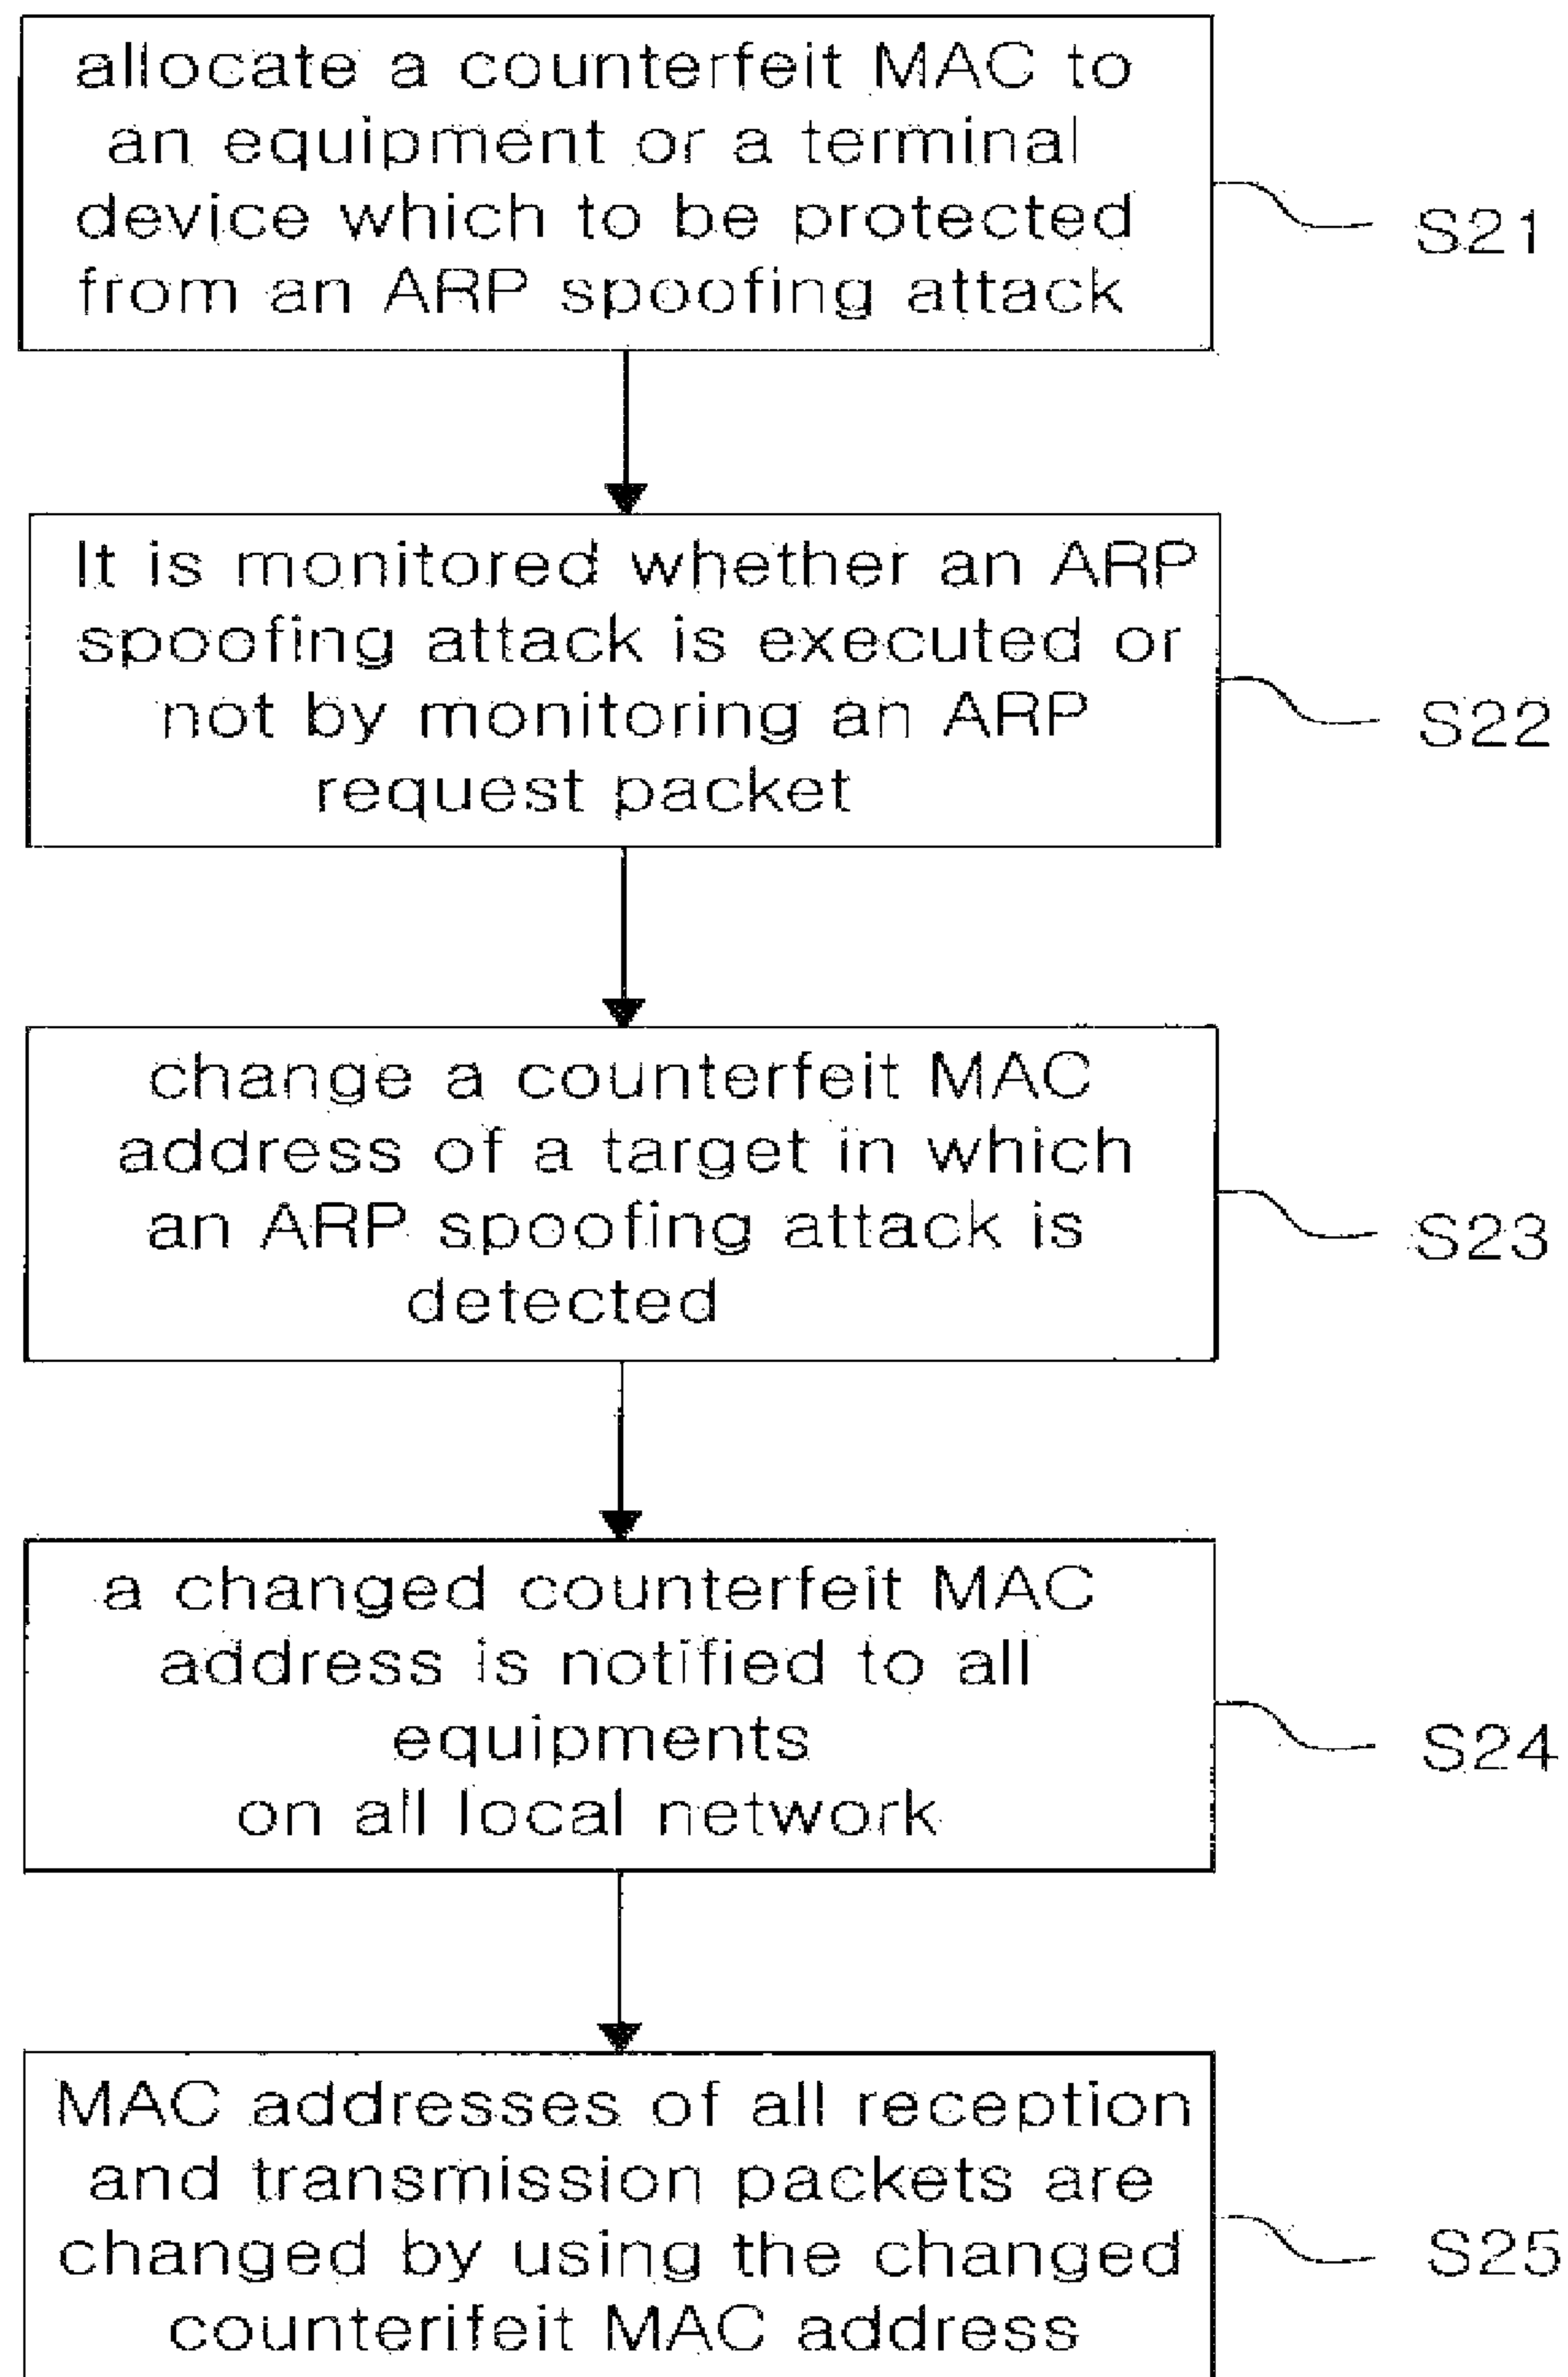 allocate a counterfeit MAC to
an equipment or a terminal
device which to be protected
from an ARP spoofing attack
S21
It is monitored whether an ARP
spoofing attack is executed or
not by monitoring an ARP
request packet
S22
change a counterfeit MAC
address of a target in which
an ARP spoofing attack is
detected
S23
a changed counterfeit MAC
address is notified to all
equipments
on all local network
S24
MAC addresses of all reception
and transmission packets are
changed by using the changed
counterifeit MAC address
S25